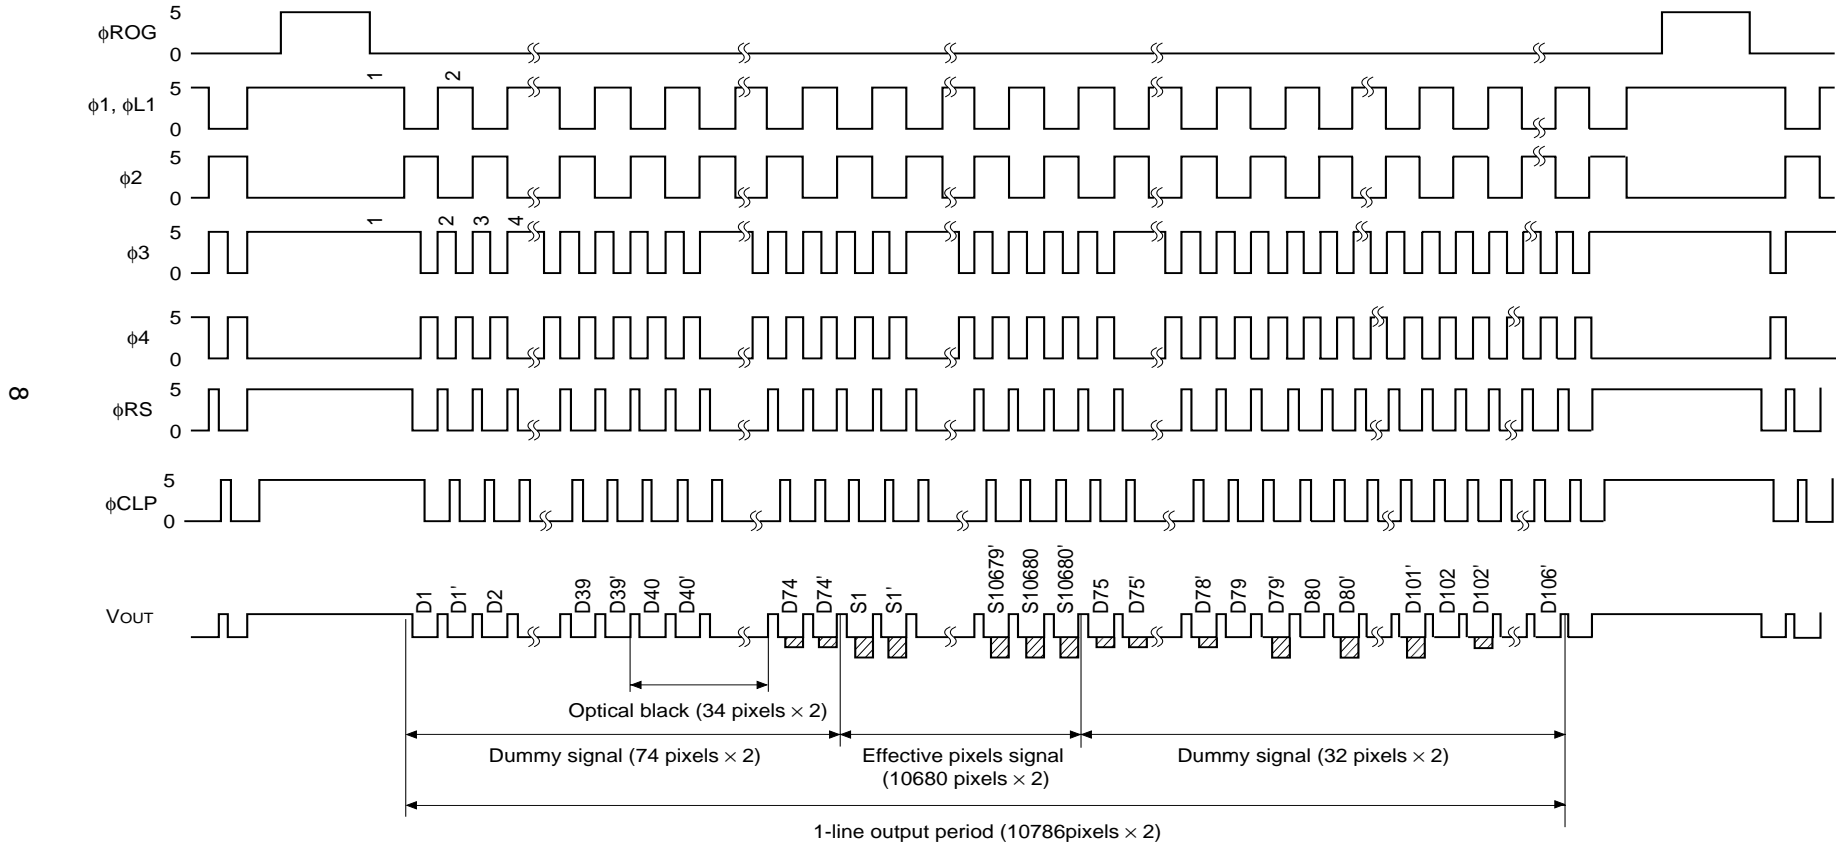 φROG 5 0
1 2
φ1, φL1 5 0
φ2 5 0
1 2 3 4
φ3 5 0
φ4 5 0
φRS 5 0
8
φCLP 5 0
VOUT D1 D1' D2 D39 D39' D40 D40' D74 D74' S1 S1' S10679' S10680 S10680' D75 D75' D78' D79 D79' D80 D80' D101' D102 D102' D106'
Optical black (34 pixels × 2)
Dummy signal (74 pixels × 2)
Effective pixels signal
(10680 pixels × 2)
Dummy signal (32 pixels × 2)
1-line output period (10786pixels × 2)